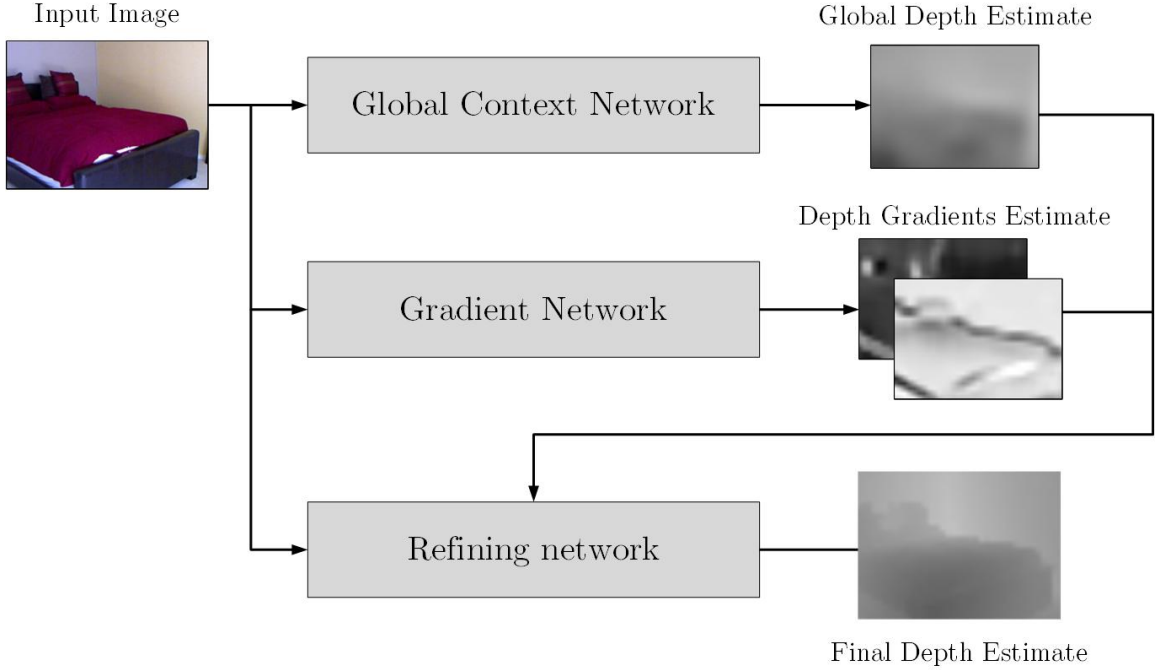 Input Image
Global Depth Estimate
Global Context Network
Depth Gradients Estimate
Gradient Network
Refining network
Final Depth Estimate